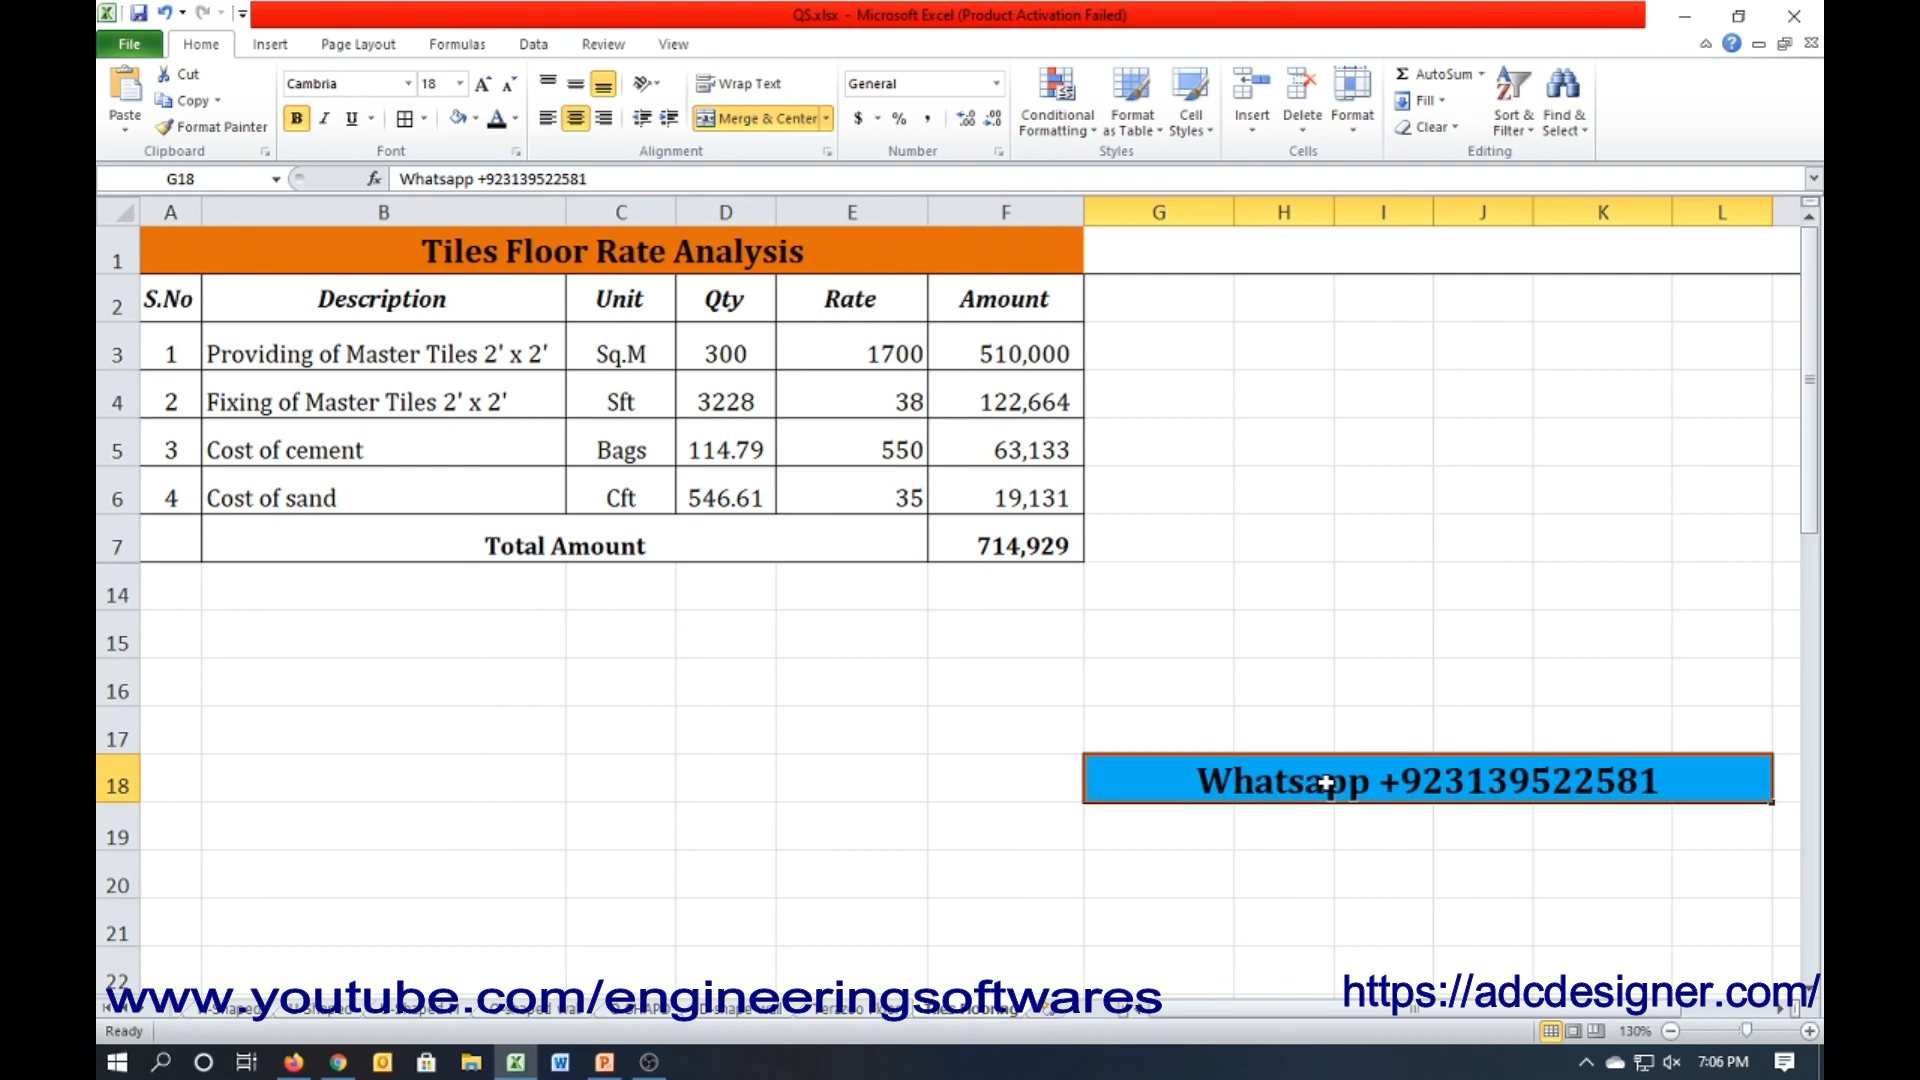 QS.xlsx - Microsoft Excel (Product Activation Failed)
File Home Insert Page Layout Formulas Data Review View
Paste
Cut
Copy
Format Painter
Clipboard
Cambria 18
B I U
Font
Wrap Text
Merge & Center
Alignment
General
$ % ,
Number
Conditional Formatting
Format as Table
Cell Styles
Styles
Insert Delete Format
Cells
AutoSum
Fill
Clear
Sort & Filter
Find & Select
Editing
G18 fx Whatsapp +923139522581
A B C D E F G H I J K L
1 Tiles Floor Rate Analysis
2 S.No Description Unit Qty Rate Amount
3 1 Providing of Master Tiles 2' x 2' Sq.M 300 1700 510,000
4 2 Fixing of Master Tiles 2' x 2' Sft 3228 38 122,664
5 3 Cost of cement Bags 114.79 550 63,133
6 4 Cost of sand Cft 546.61 35 19,131
7 Total Amount 714,929
14
15
16
17
18 Whatsapp +923139522581
19
20
21
22
www.youtube.com/engineeringsoftwares
https://adcdesigner.com/
Ready 130%
7:06 PM